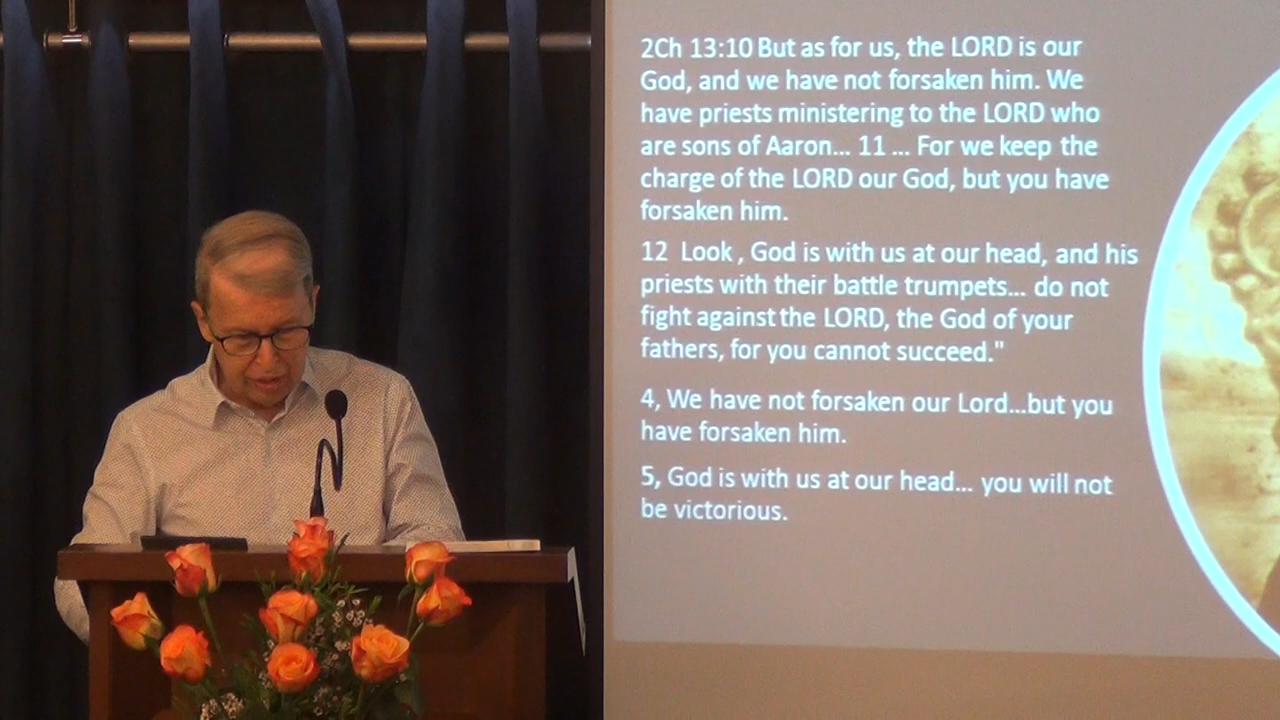 2Ch 13:10 But as for us, the LORD is our
God, and we have not forsaken him. We
have priests ministering to the LORD who
are sons of Aaron... 11 ... For we keep the
charge of the LORD our God, but you have
forsaken him.
12 Look , God is with us at our head, and his
priests with their battle trumpets... do not
fight against the LORD, the God of your
fathers, for you cannot succeed."
4, We have not forsaken our Lord...but you
have forsaken him.
5, God is with us at our head... you will not
be victorious.